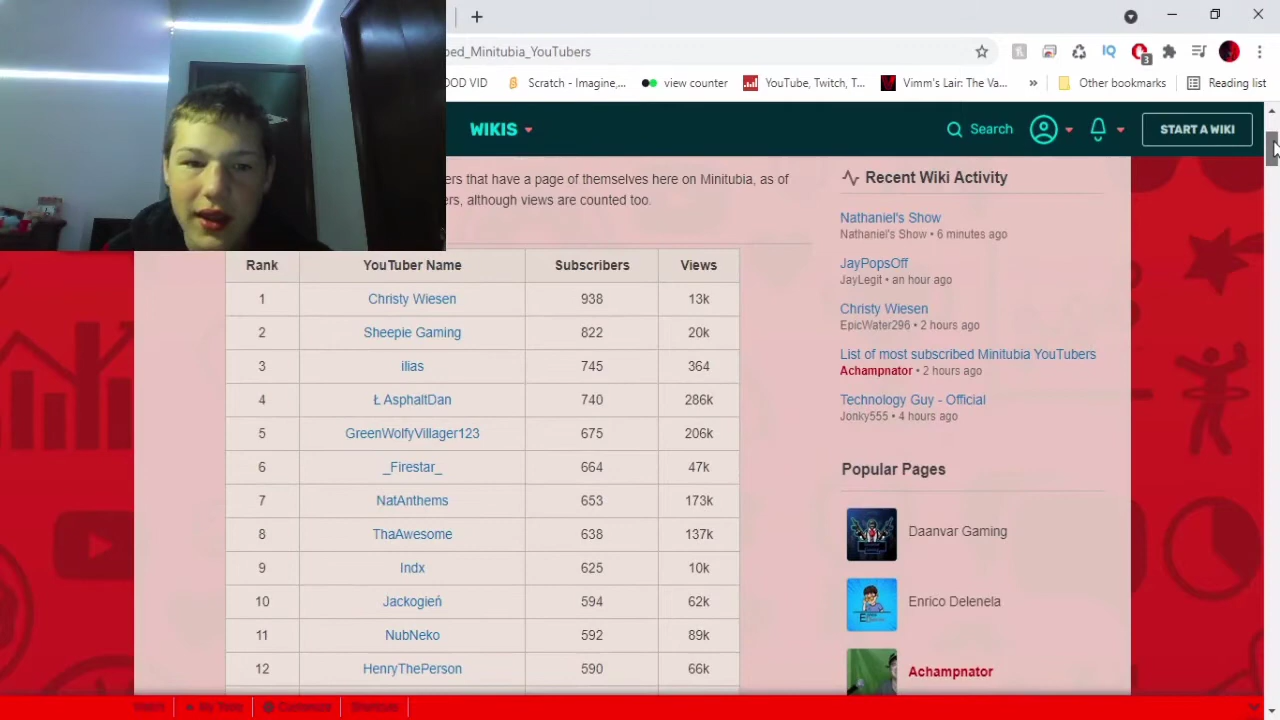 bed_Minitubia_YouTubers
3
OOD VID
Scratch - Imagine,...
view counter
YouTube, Twitch, T...
Vimm's Lair: The Va...
»
Other bookmarks
Reading list
WIKIS
Search
START A WIKI
ers that have a page of themselves here on Minitubia, as of
ers, although views are counted too.
Rank YouTuber Name Subscribers Views
1 Christy Wiesen 938 13k
2 Sheepie Gaming 822 20k
3 ilias 745 364
4 Ł AsphaltDan 740 286k
5 GreenWolfyVillager123 675 206k
6 _Firestar_ 664 47k
7 NatAnthems 653 173k
8 ThaAwesome 638 137k
9 Indx 625 10k
10 Jackogień 594 62k
11 NubNeko 592 89k
12 HenryThePerson 590 66k
Recent Wiki Activity
Nathaniel's Show
Nathaniel's Show • 6 minutes ago
JayPopsOff
JayLegit • an hour ago
Christy Wiesen
EpicWater296 • 2 hours ago
List of most subscribed Minitubia YouTubers
Achampnator • 2 hours ago
Technology Guy - Official
Jonky555 • 4 hours ago
Popular Pages
Daanvar Gaming
Enrico Delenela
Achampnator
My Tools
Customize
Shortcuts